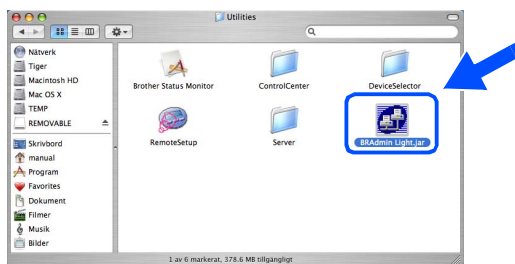 Utilities
Nätverk
Tiger
Macintosh HD
Mac OS X
TEMP
REMOVABLE
Skrivbord
manual
Program
Favorites
Dokument
Filmer
Musik
Bilder
Brother Status Monitor
ControlCenter
DeviceSelector
RemoteSetup
Server
BRAdmin Light.jar
1 av 6 markerat, 378.6 MB tillgängligt